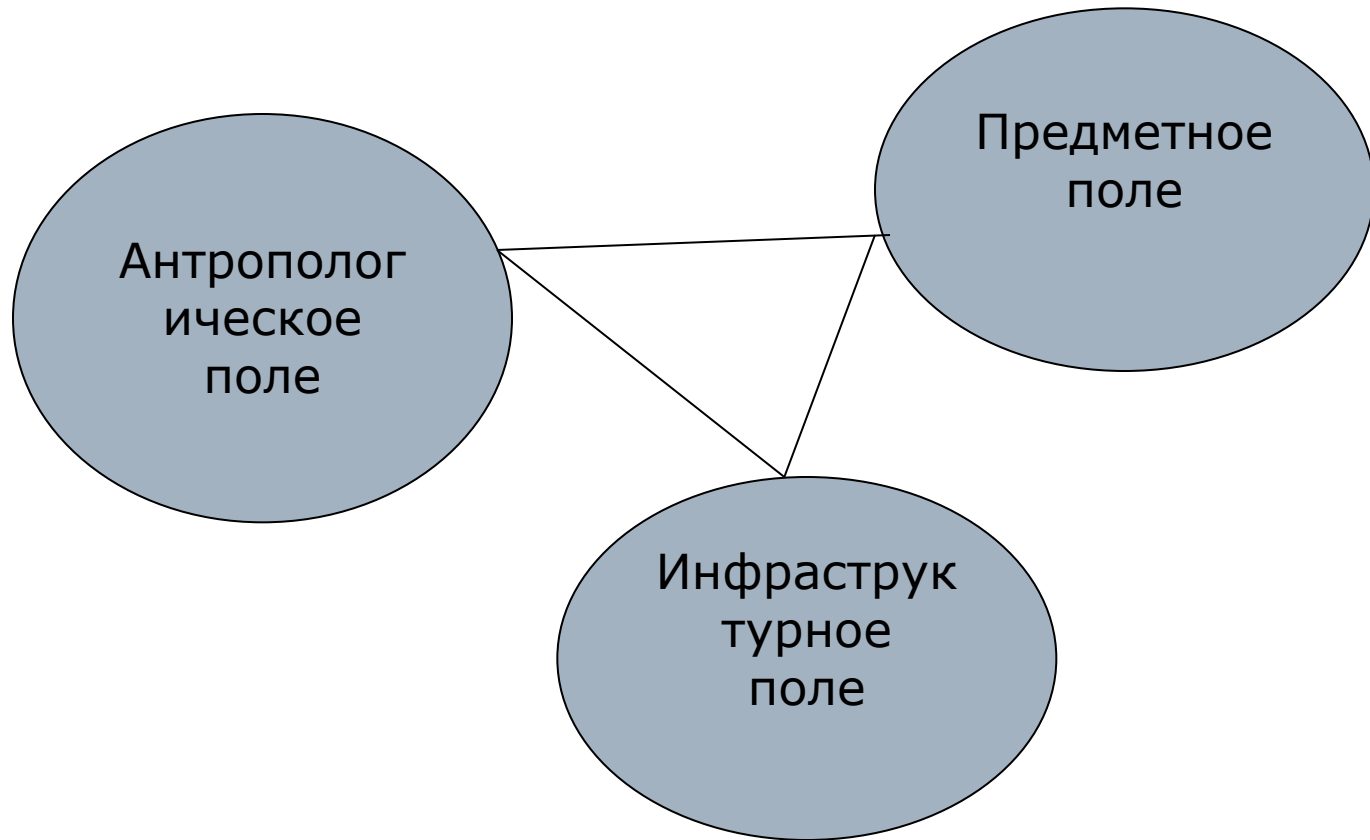 Антрополог
ическое
поле
Предметное
поле
Инфраструк
турное
поле